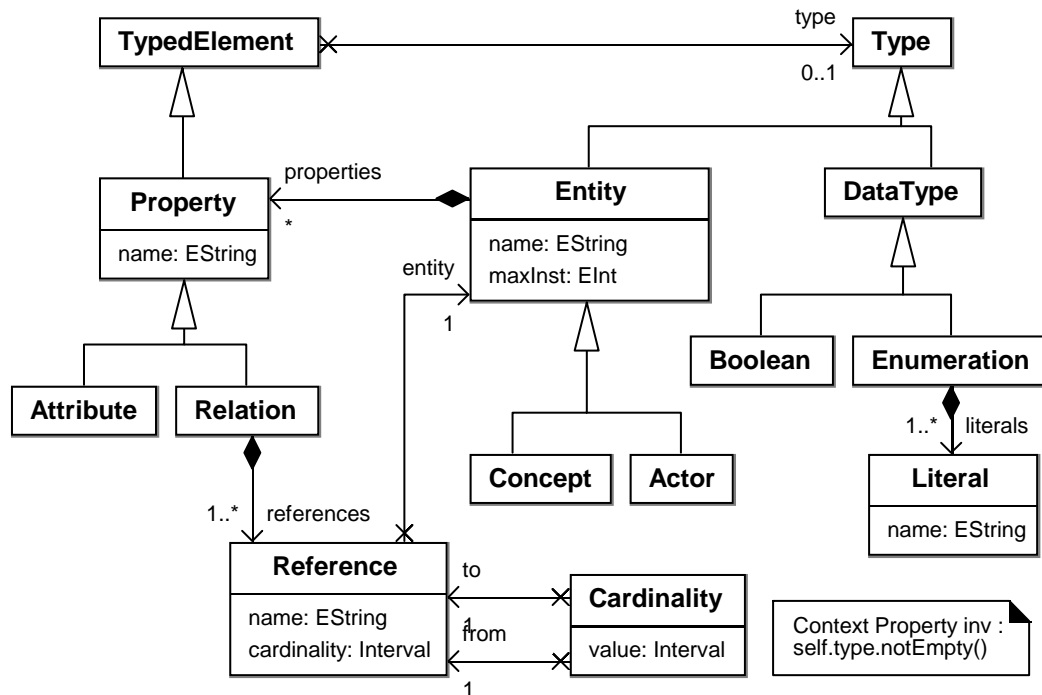 type
TypedElement
Type
0..1
properties
Property
*
name: EString
Entity
name: EString
maxInst: EInt
DataType
entity
1
Attribute
Relation
Boolean
Enumeration
1..* literals
Concept
Actor
Literal
name: EString
1..* references
Reference
name: EString
cardinality: Interval
to
1
from
1
Cardinality
value: Interval
Context Property inv :
self.type.notEmpty()